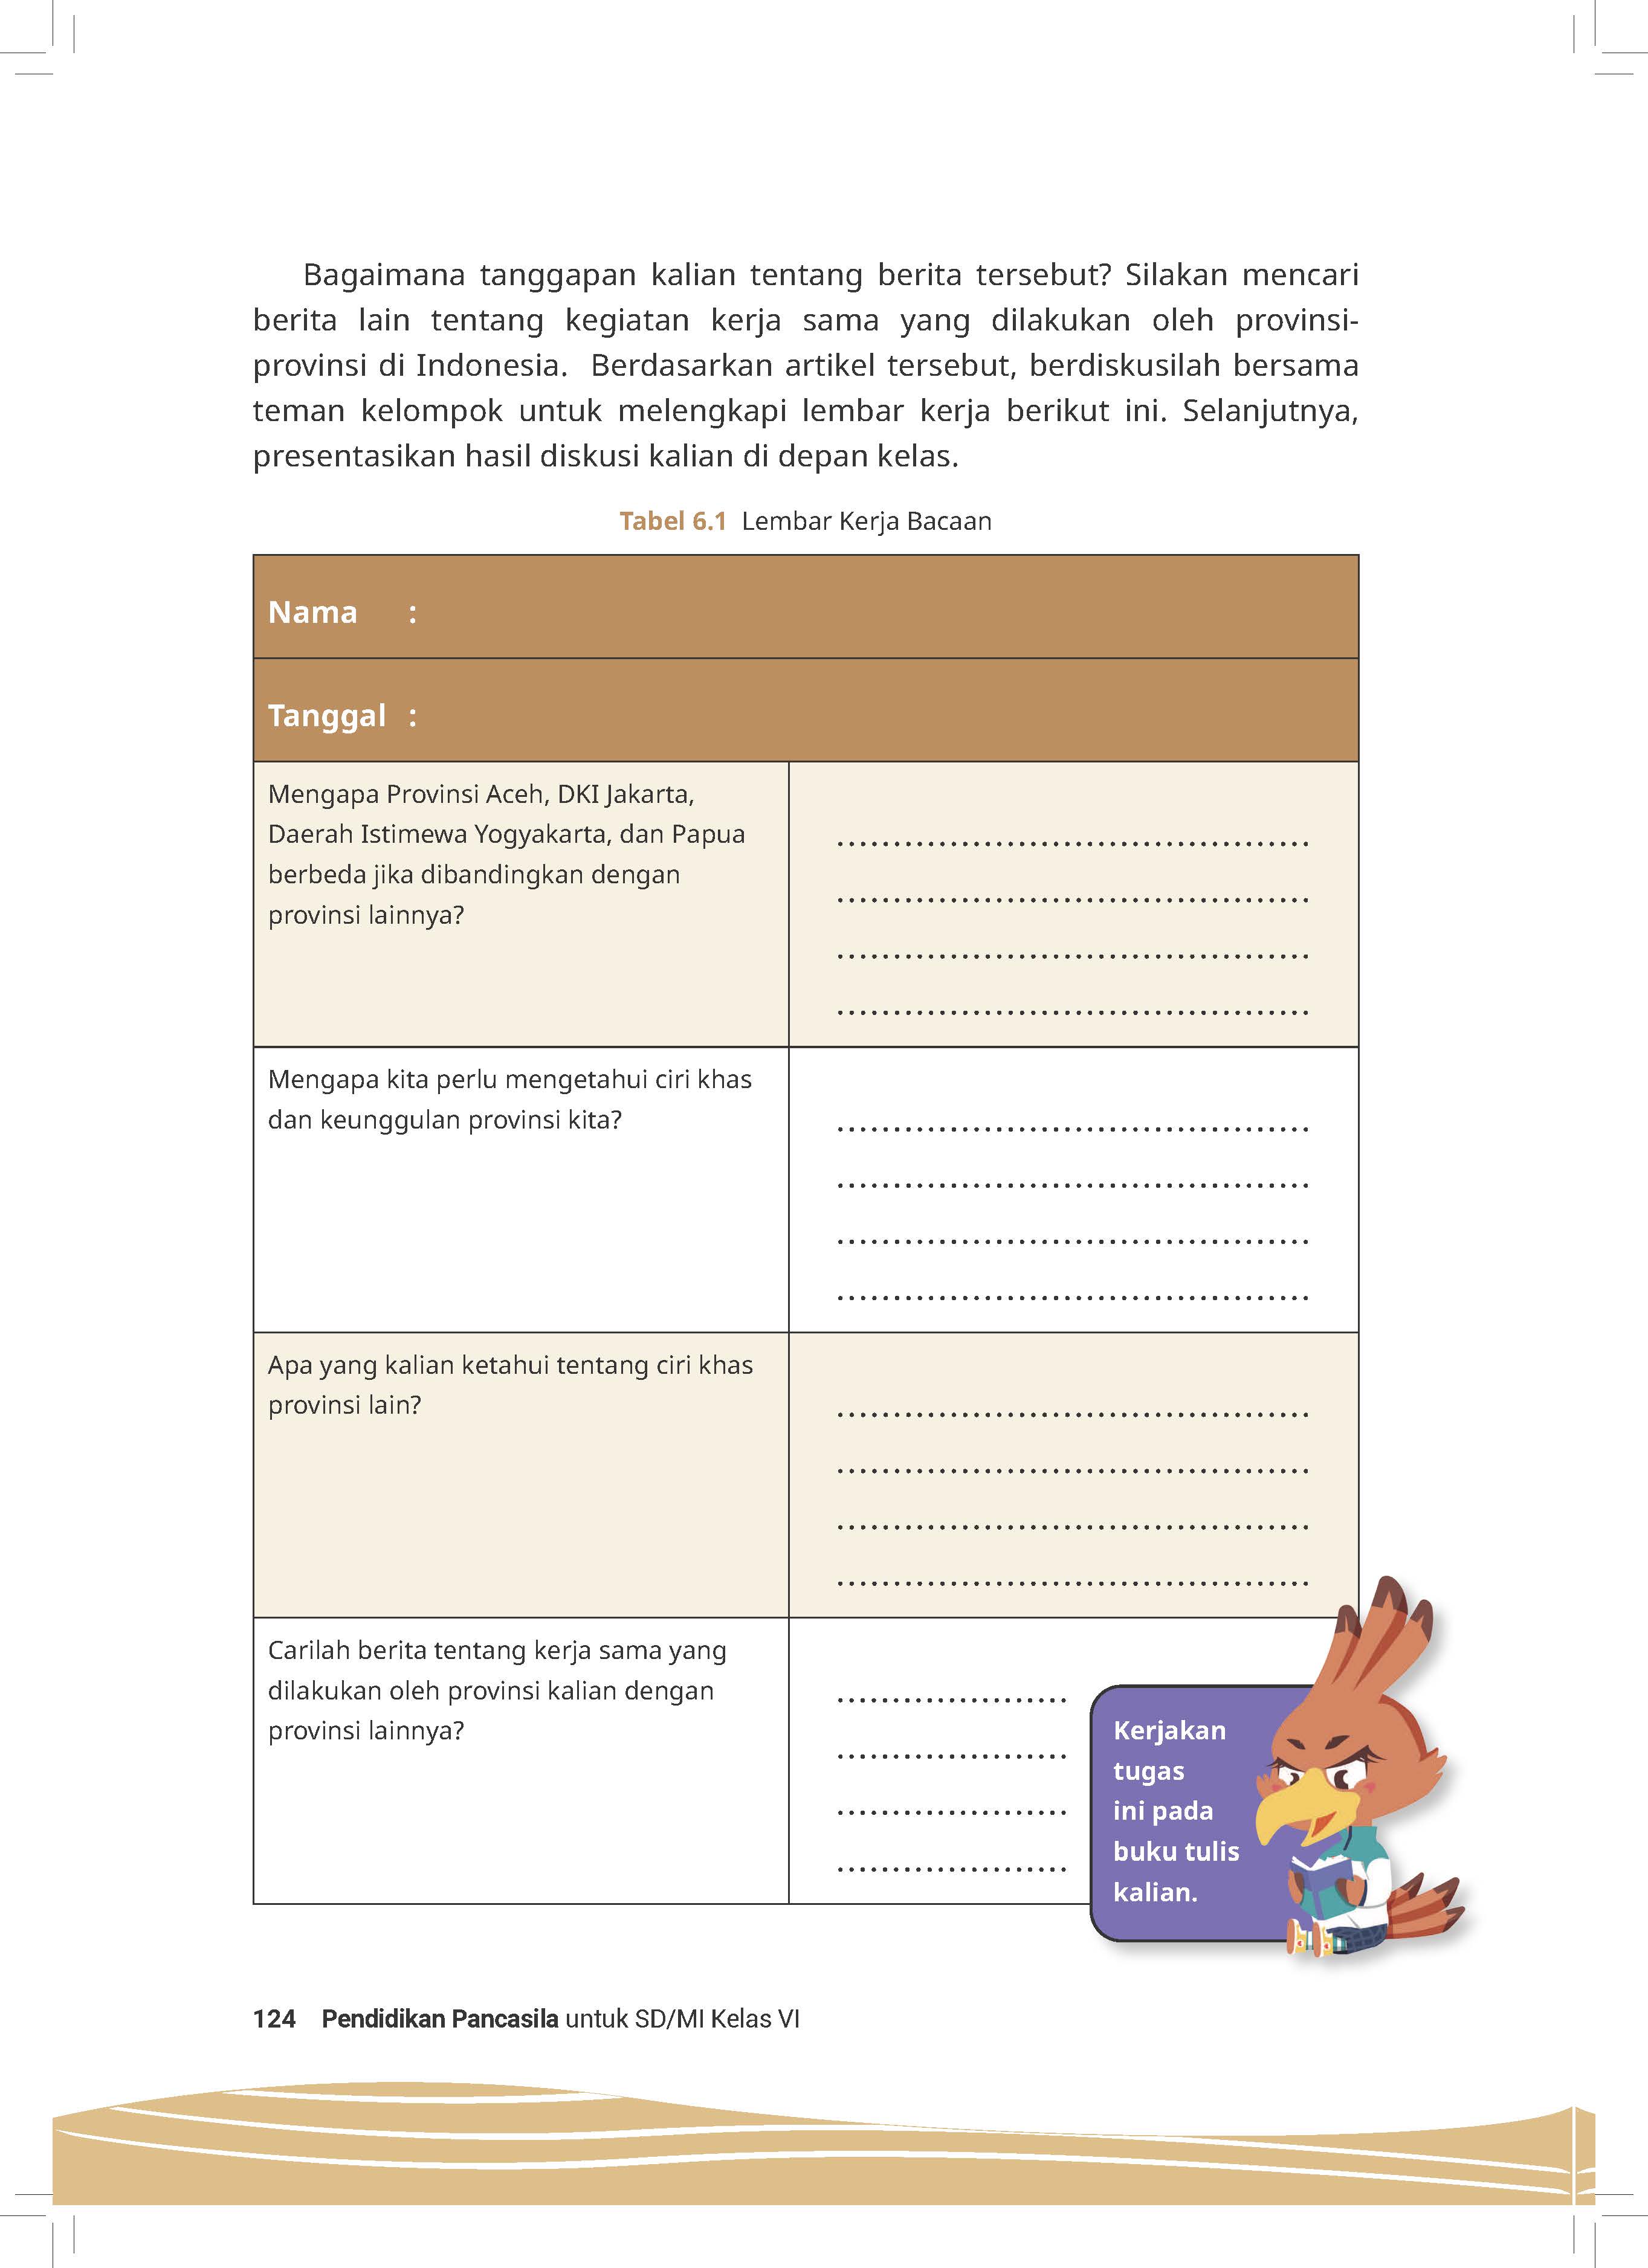 Bagaimana tanggapan kalian tentang berita tersebut? Silakan mencari
berita lain tentang kegiatan kerja sama yang dilakukan oleh provinsi-
provinsi di Indonesia. Berdasarkan artikel tersebut, berdiskusilah bersama
teman kelompok untuk melengkapi lembar kerja berikut ini. Selanjutnya,
presentasikan hasil diskusi kalian di depan kelas.
Tabel 6.1 Lembar Kerja Bacaan
Nama :
Tanggal :
Mengapa Provinsi Aceh, DKI Jakarta,
Daerah Istimewa Yogyakarta, dan Papua
berbeda jika dibandingkan dengan
provinsi lainnya?
..........................................
..........................................
..........................................
..........................................
Mengapa kita perlu mengetahui ciri khas
dan keunggulan provinsi kita?
..........................................
..........................................
..........................................
..........................................
Apa yang kalian ketahui tentang ciri khas
provinsi lain?
..........................................
..........................................
..........................................
..........................................
Carilah berita tentang kerja sama yang
dilakukan oleh provinsi kalian dengan
provinsi lainnya?
.....................
.....................
.....................
.....................
Kerjakan
tugas
ini pada
buku tulis
kalian.
124 Pendidikan Pancasila untuk SD/MI Kelas VI